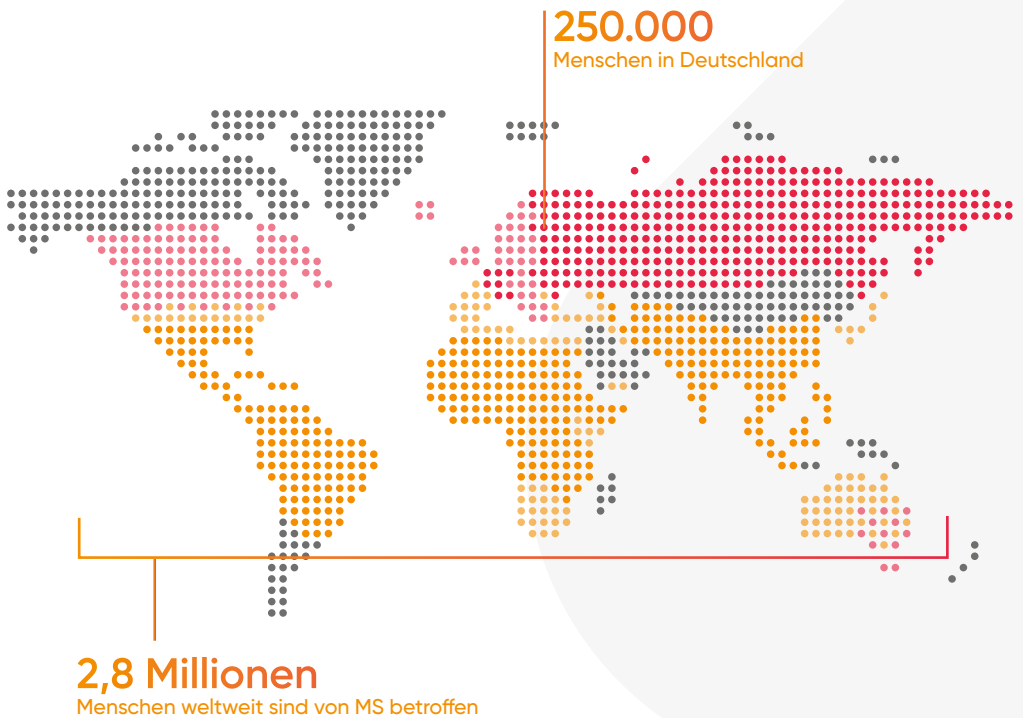 250.000
Menschen in Deutschland
2,8 Millionen
Menschen weltweit sind von MS betroffen